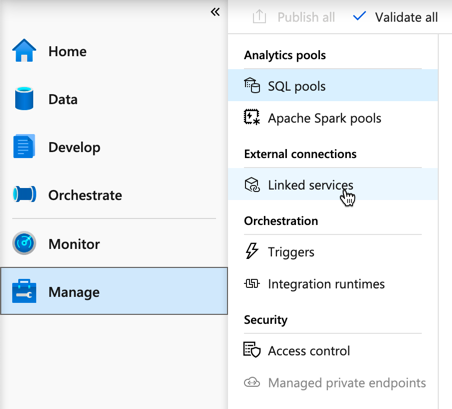 «
Publish all
Validate all
Home
Data
Develop
Orchestrate
Monitor
Manage
Analytics pools
SQL pools
Apache Spark pools
External connections
Linked services
Orchestration
Triggers
Integration runtimes
Security
Access control
Managed private endpoints